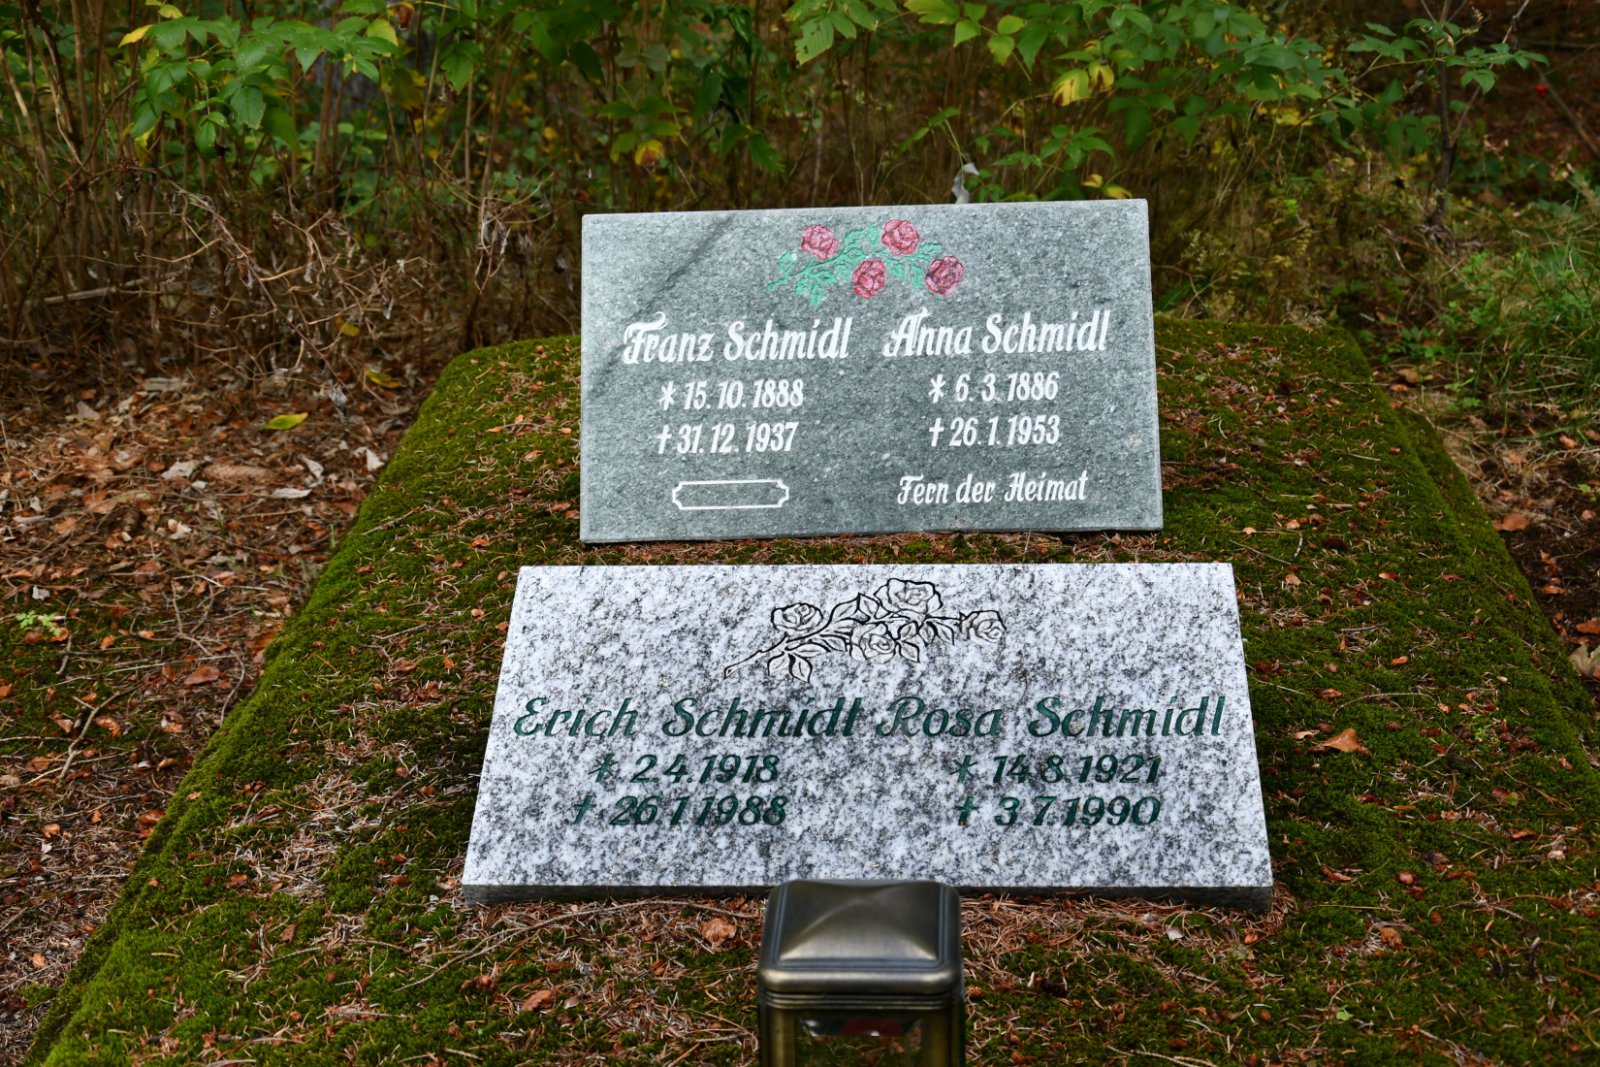 Franz Schmidl Anna Schmidl
* 15. 10. 1888 * 6. 3. 1886
† 31. 12. 1937 † 26. 1. 1953
Fern der Heimat
Erich Schmidl Rosa Schmidl
* 2.4.1918 * 14.8.1921
† 26.1.1988 † 3.7.1990